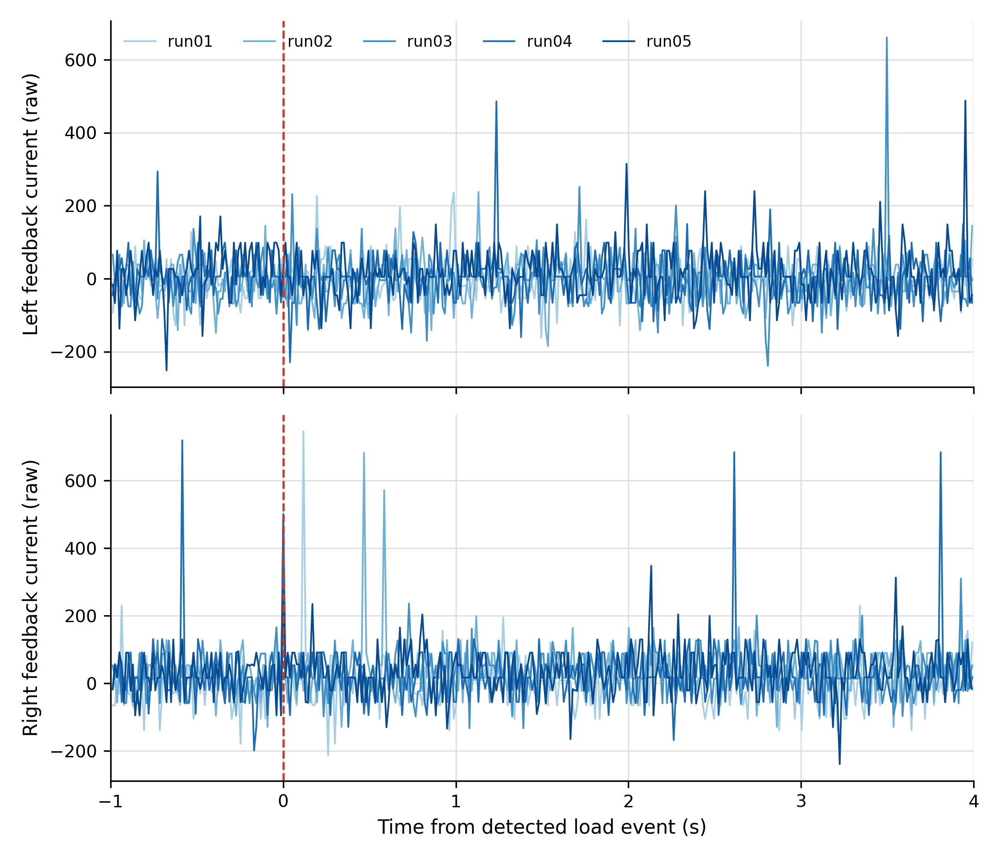 run01 run02 run03 run04 run05
600
400
200
0
−200
Left feedback current (raw)
600
400
200
0
−200
Right feedback current (raw)
−1 0 1 2 3 4
Time from detected load event (s)